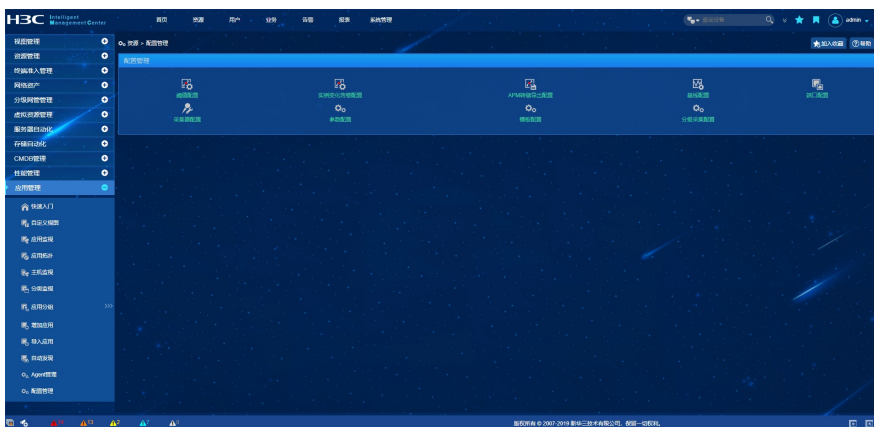 H3C Intelligent Management Center
首页 资源 用户 业务 告警 报表 系统管理
admin
视图管理
资源 > 配置管理
加入收藏 帮助
资源管理
配置管理
终端准入管理
网络资产
分级网管管理
阈值配置 实例变化告警配置 APM转储导出配置 基线配置 接口配置
虚拟资源管理
采集器配置 参数配置 模板配置 分级采集配置
服务器自动化
存储自动化
CMDB管理
性能管理
应用管理
快速入门
自定义视图
应用监视
应用拓扑
主机监视
分类监视
应用分组 >>>
增加应用
导入应用
自动发现
Agent管理
配置管理
版权所有 © 2007-2019 新华三技术有限公司, 保留一切权利。